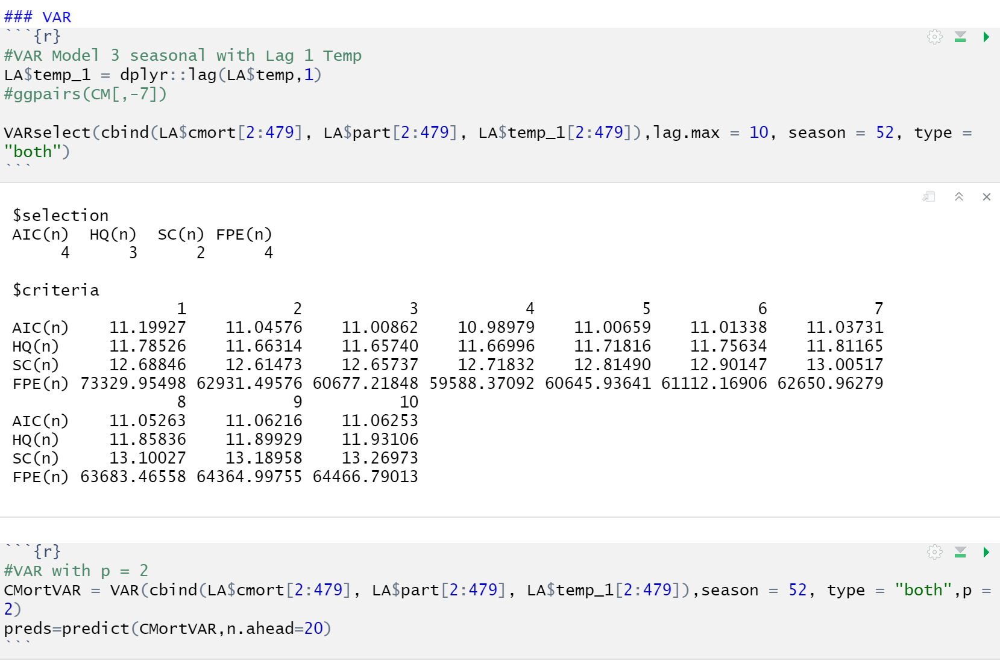 ### VAR
```{r}
#VAR Model 3 seasonal with Lag 1 Temp
LA$temp_1 = dplyr::lag(LA$temp,1)
#ggpairs(CM[,-7])
VARselect(cbind(LA$cmort[2:479], LA$part[2:479], LA$temp_1[2:479]),lag.max = 10, season = 52, type =
"both")
```
$selection
AIC(n)  HQ(n)  SC(n) FPE(n)
     4      3      2      4
$criteria
                 1           2           3           4           5           6           7
AIC(n)    11.19927    11.04576    11.00862    10.98979    11.00659    11.01338    11.03731
HQ(n)     11.78526    11.66314    11.65740    11.66996    11.71816    11.75634    11.81165
SC(n)     12.68846    12.61473    12.65737    12.71832    12.81490    12.90147    13.00517
FPE(n) 73329.95498 62931.49576 60677.21848 59588.37092 60645.93641 61112.16906 62650.96279
                 8           9          10
AIC(n)    11.05263    11.06216    11.06253
HQ(n)     11.85836    11.89929    11.93106
SC(n)     13.10027    13.18958    13.26973
FPE(n) 63683.46558 64364.99755 64466.79013
```{r}
#VAR with p = 2
CMortVAR = VAR(cbind(LA$cmort[2:479], LA$part[2:479], LA$temp_1[2:479]),season = 52, type = "both",p =
2)
preds=predict(CMortVAR,n.ahead=20)
```